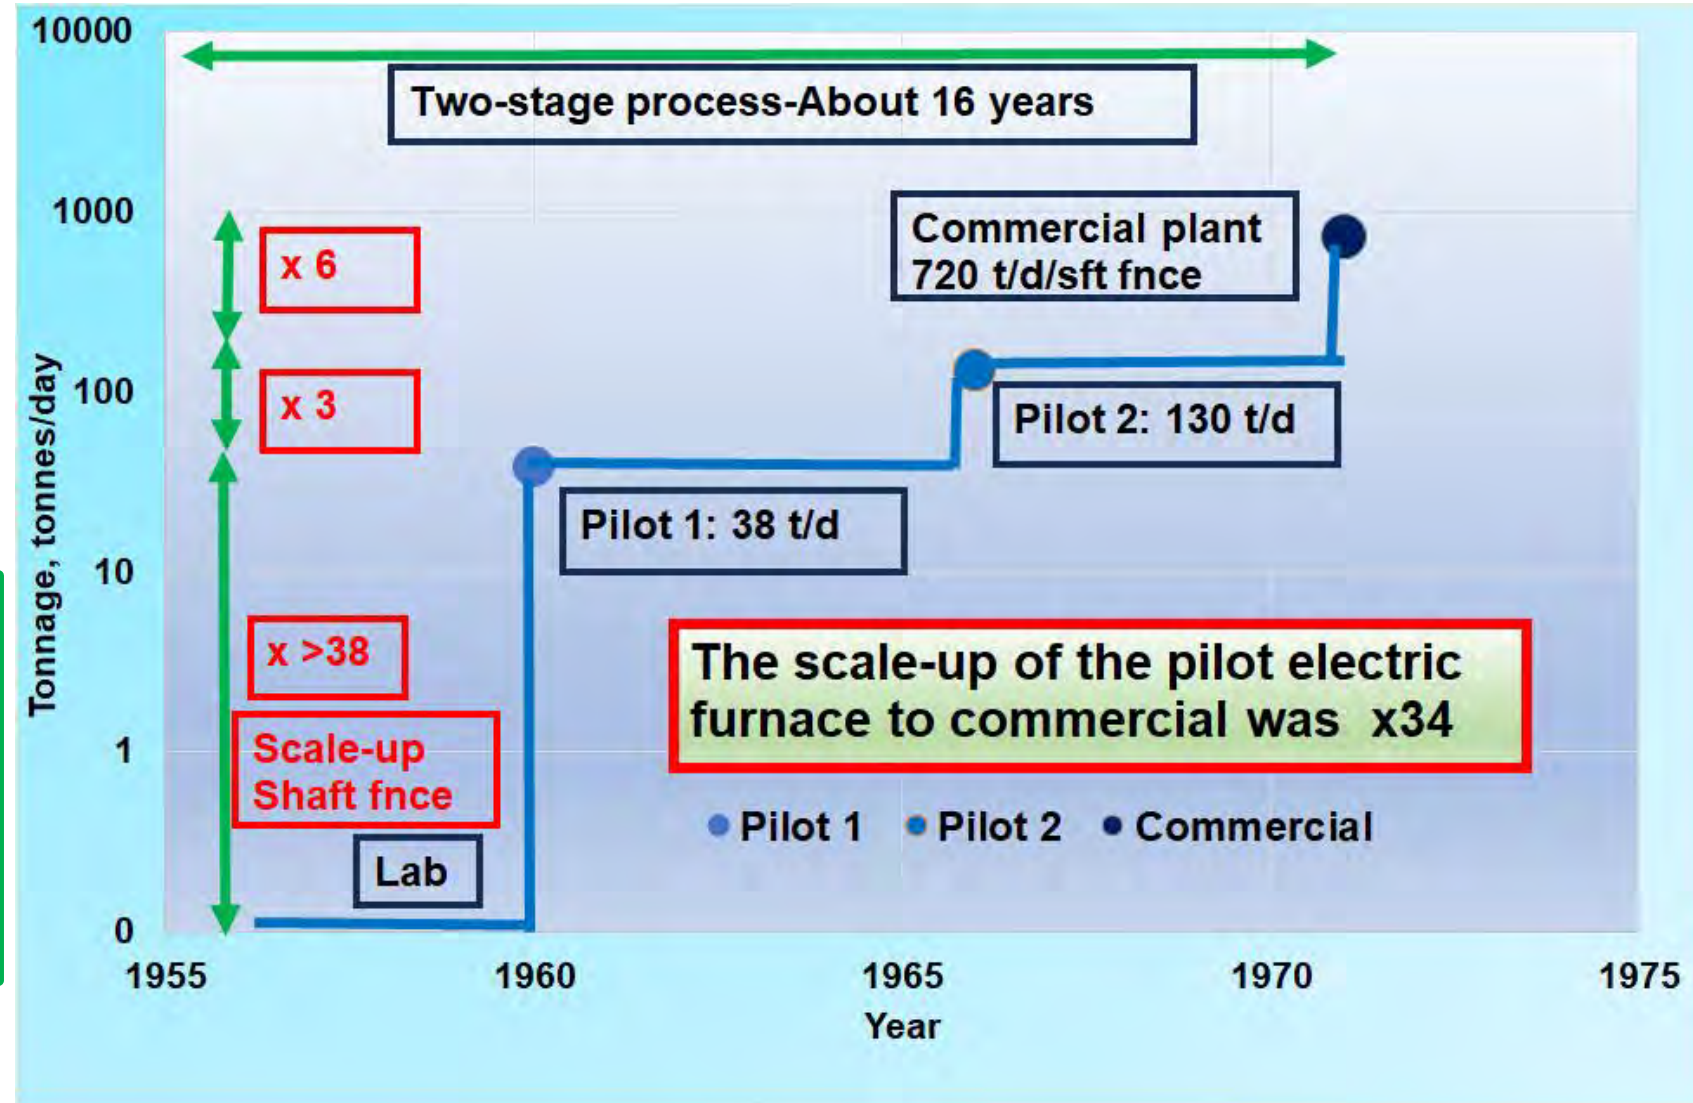 10000
Two-stage process-About 16 years
1000
x 6
Commercial plant
720 t/d/sft fnce
x 3
100
Pilot 2: 130 t/d
Pilot 1: 38 t/d
10
x >38
The scale-up of the pilot electric
furnace to commercial was x34
1
Scale-up
Shaft fnce
Pilot 1 Pilot 2 Commercial
Lab
0
Tonnage, tonnes/day
1955 1960 1965 1970 1975
Year